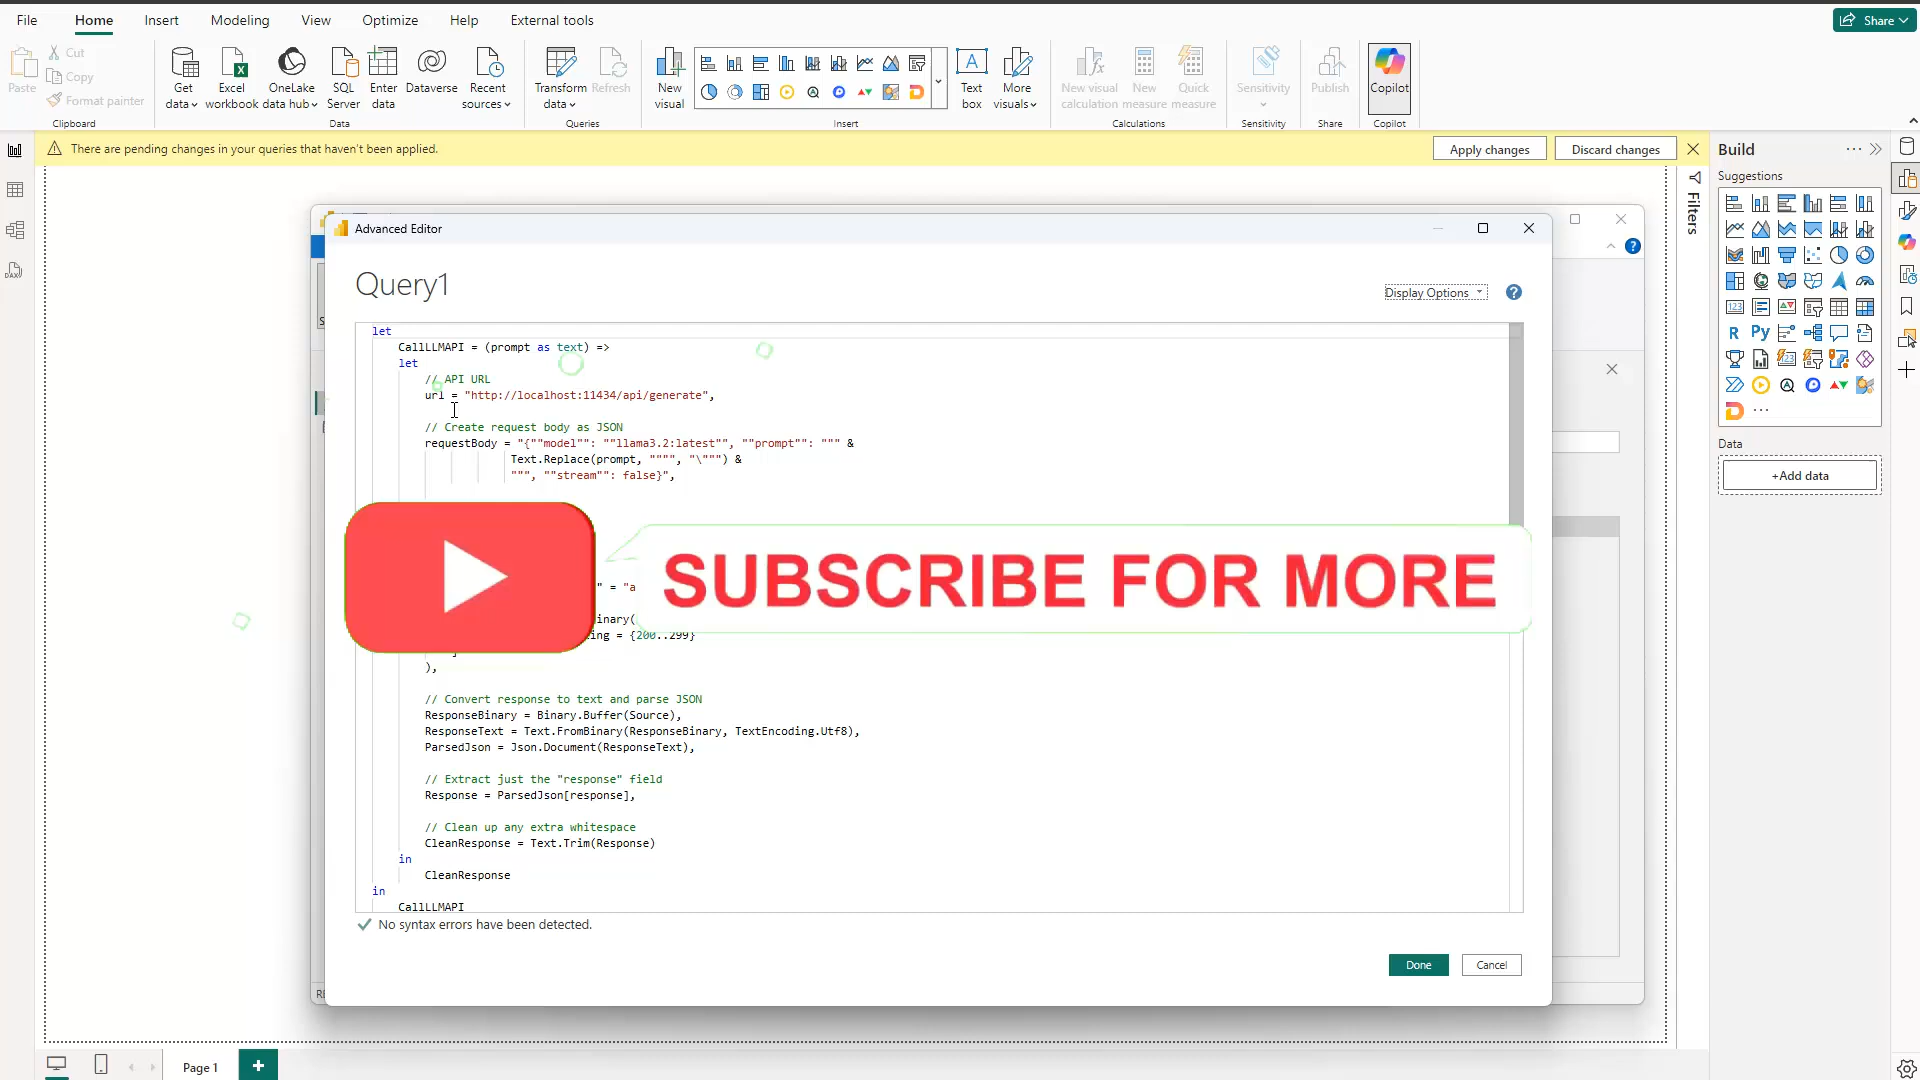 File Home Insert Modeling View Optimize Help External tools Share
Paste Cut Copy Format painter Clipboard
Get data Excel workbook OneLake data hub SQL Server Enter data Dataverse Recent sources Data
Transform data Refresh Queries
New visual Text box More visuals Insert
New visual calculation New measure Quick measure Calculations
Sensitivity Sensitivity
Publish Share
Copilot Copilot
There are pending changes in your queries that haven't been applied.
Apply changes Discard changes
Build
Suggestions
Filters
Data
+Add data
Advanced Editor
Query1
Display Options
let
CallLLMAPI = (prompt as text) =>
let
// API URL
url = "http://localhost:11434/api/generate",
// Create request body as JSON
requestBody = "{""model"": ""llama3.2:latest"", ""prompt"": """ &
Text.Replace(prompt, """", "\""") &
""", ""stream"": false}",
SUBSCRIBE FOR MORE
" = "a
inary(
ing = {200..299}
]
),
// Convert response to text and parse JSON
ResponseBinary = Binary.Buffer(Source),
ResponseText = Text.FromBinary(ResponseBinary, TextEncoding.Utf8),
ParsedJson = Json.Document(ResponseText),
// Extract just the "response" field
Response = ParsedJson[response],
// Clean up any extra whitespace
CleanResponse = Text.Trim(Response)
in
CleanResponse
in
CallLLMAPI
No syntax errors have been detected.
Done Cancel
Page 1